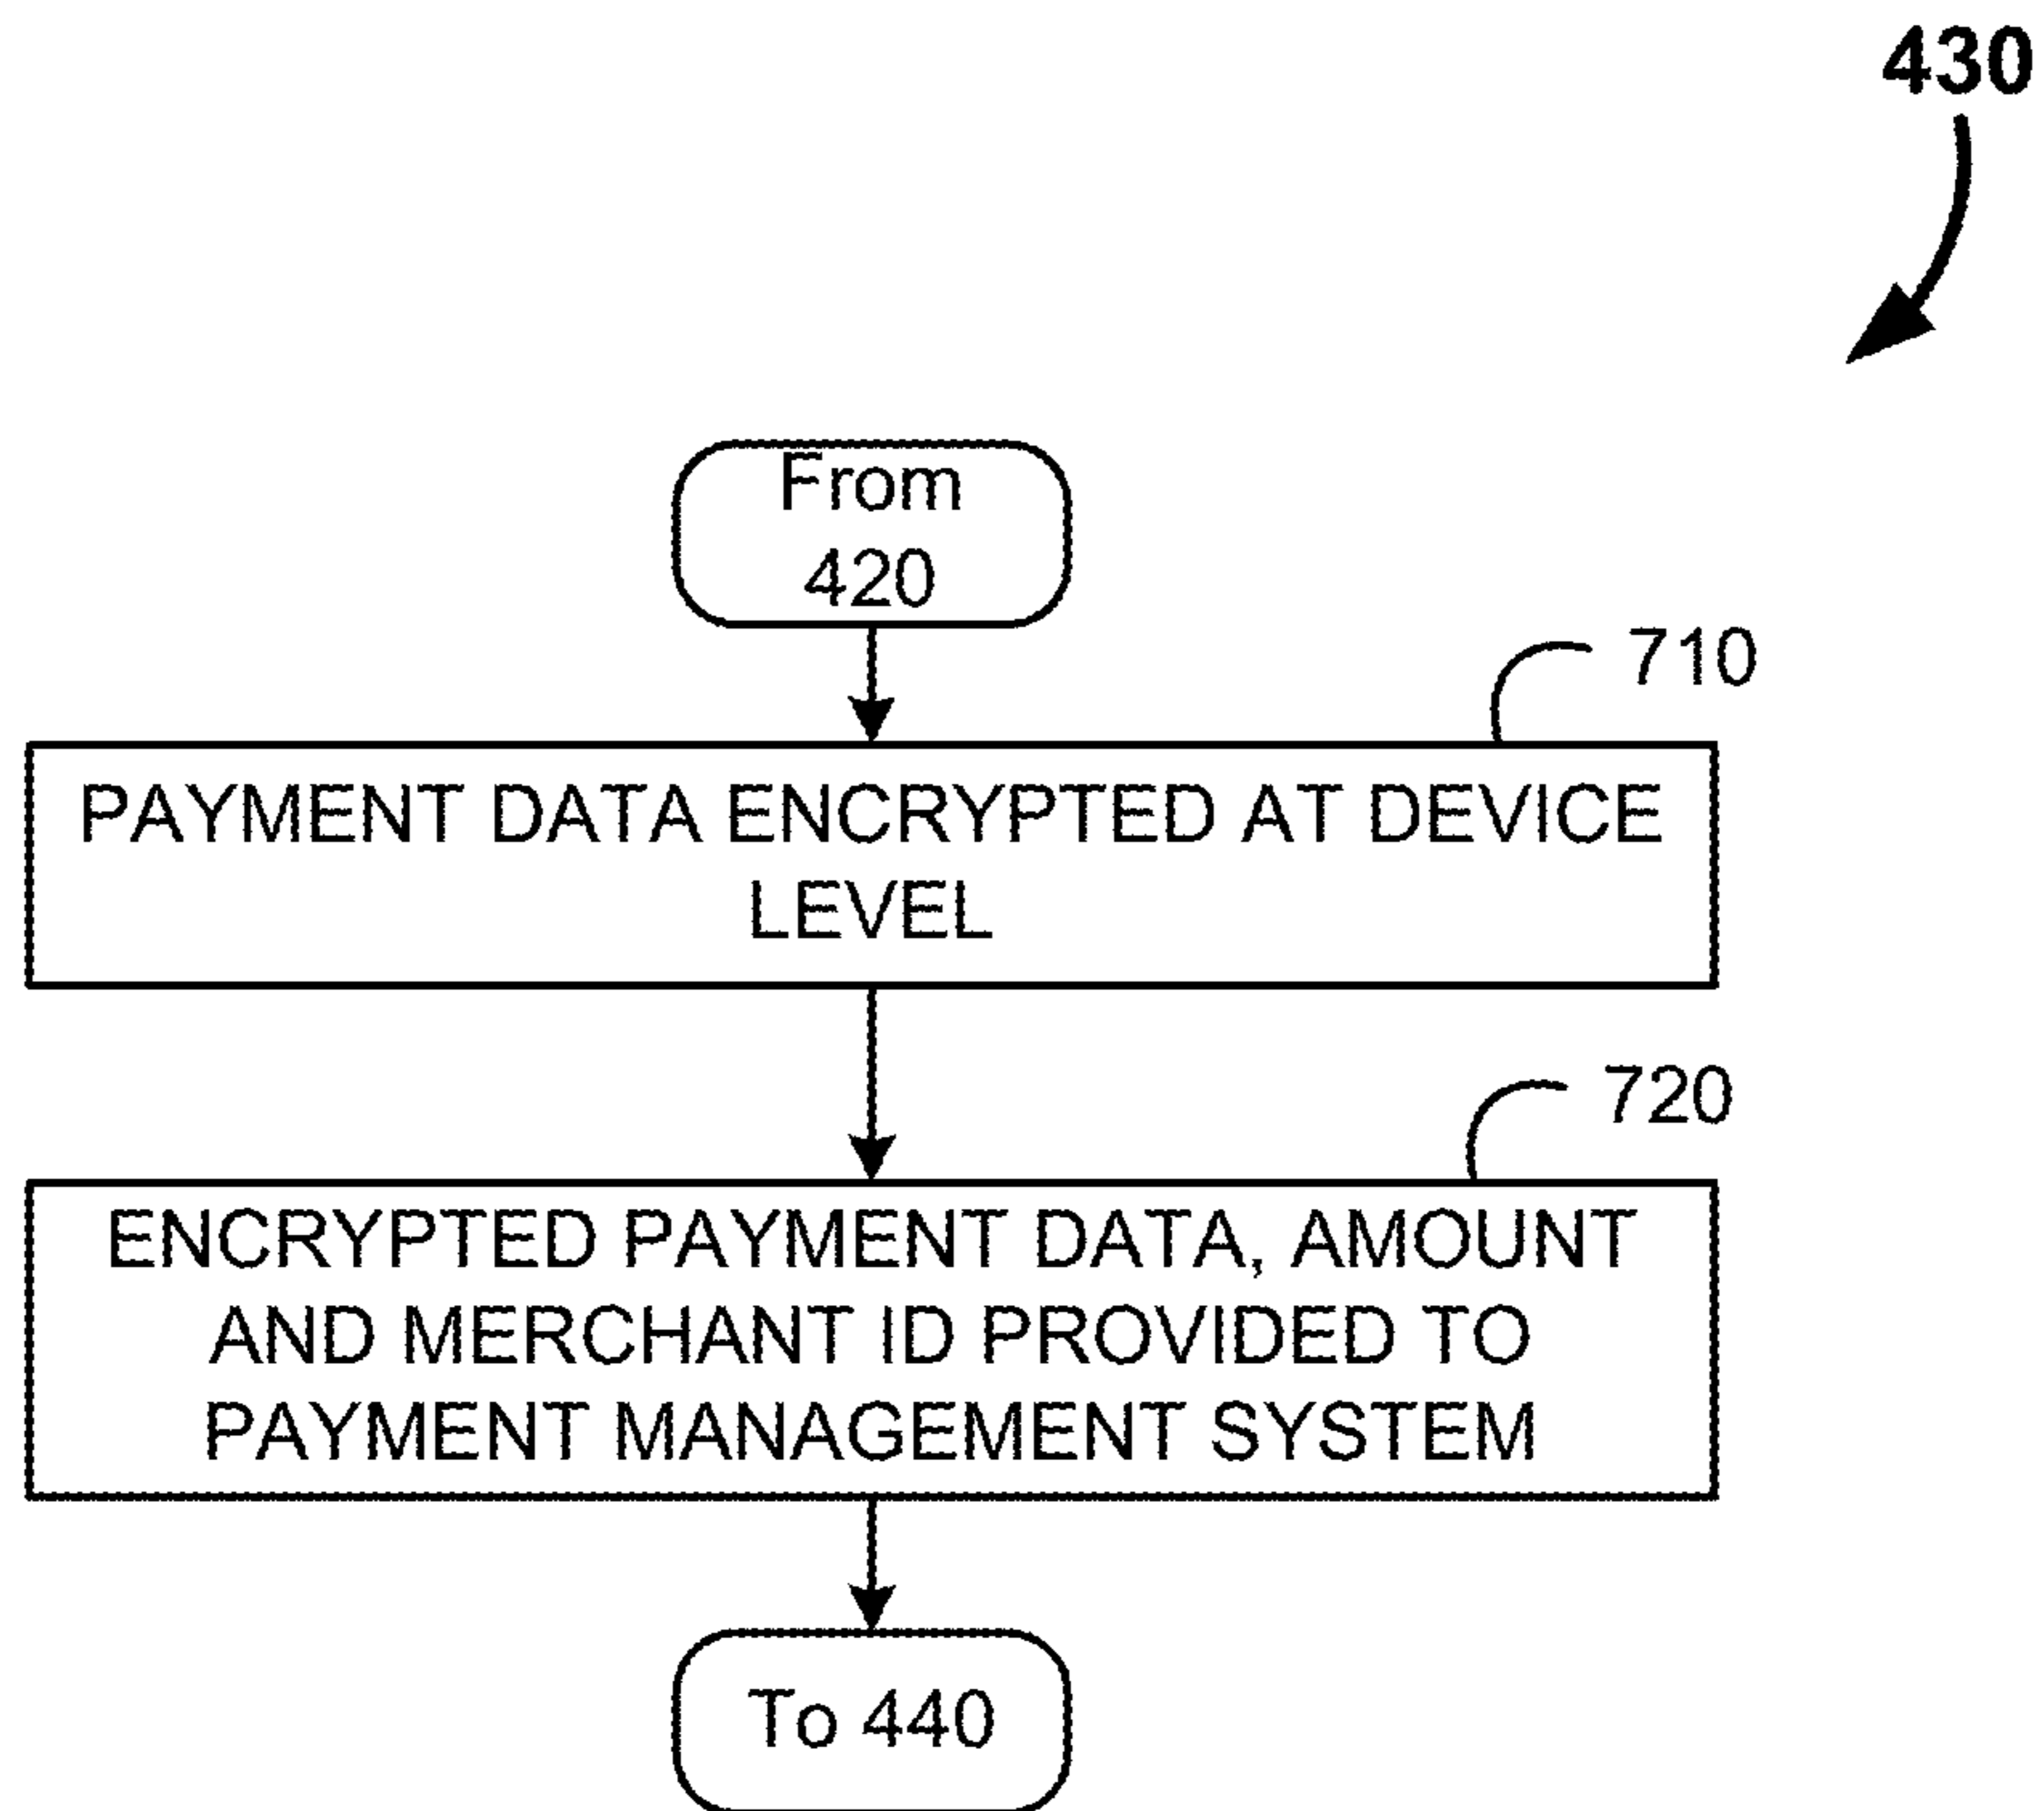 430
From
420
710
PAYMENT DATA ENCRYPTED AT DEVICE
LEVEL
720
ENCRYPTED PAYMENT DATA, AMOUNT
AND MERCHANT ID PROVIDED TO
PAYMENT MANAGEMENT SYSTEM
To 440